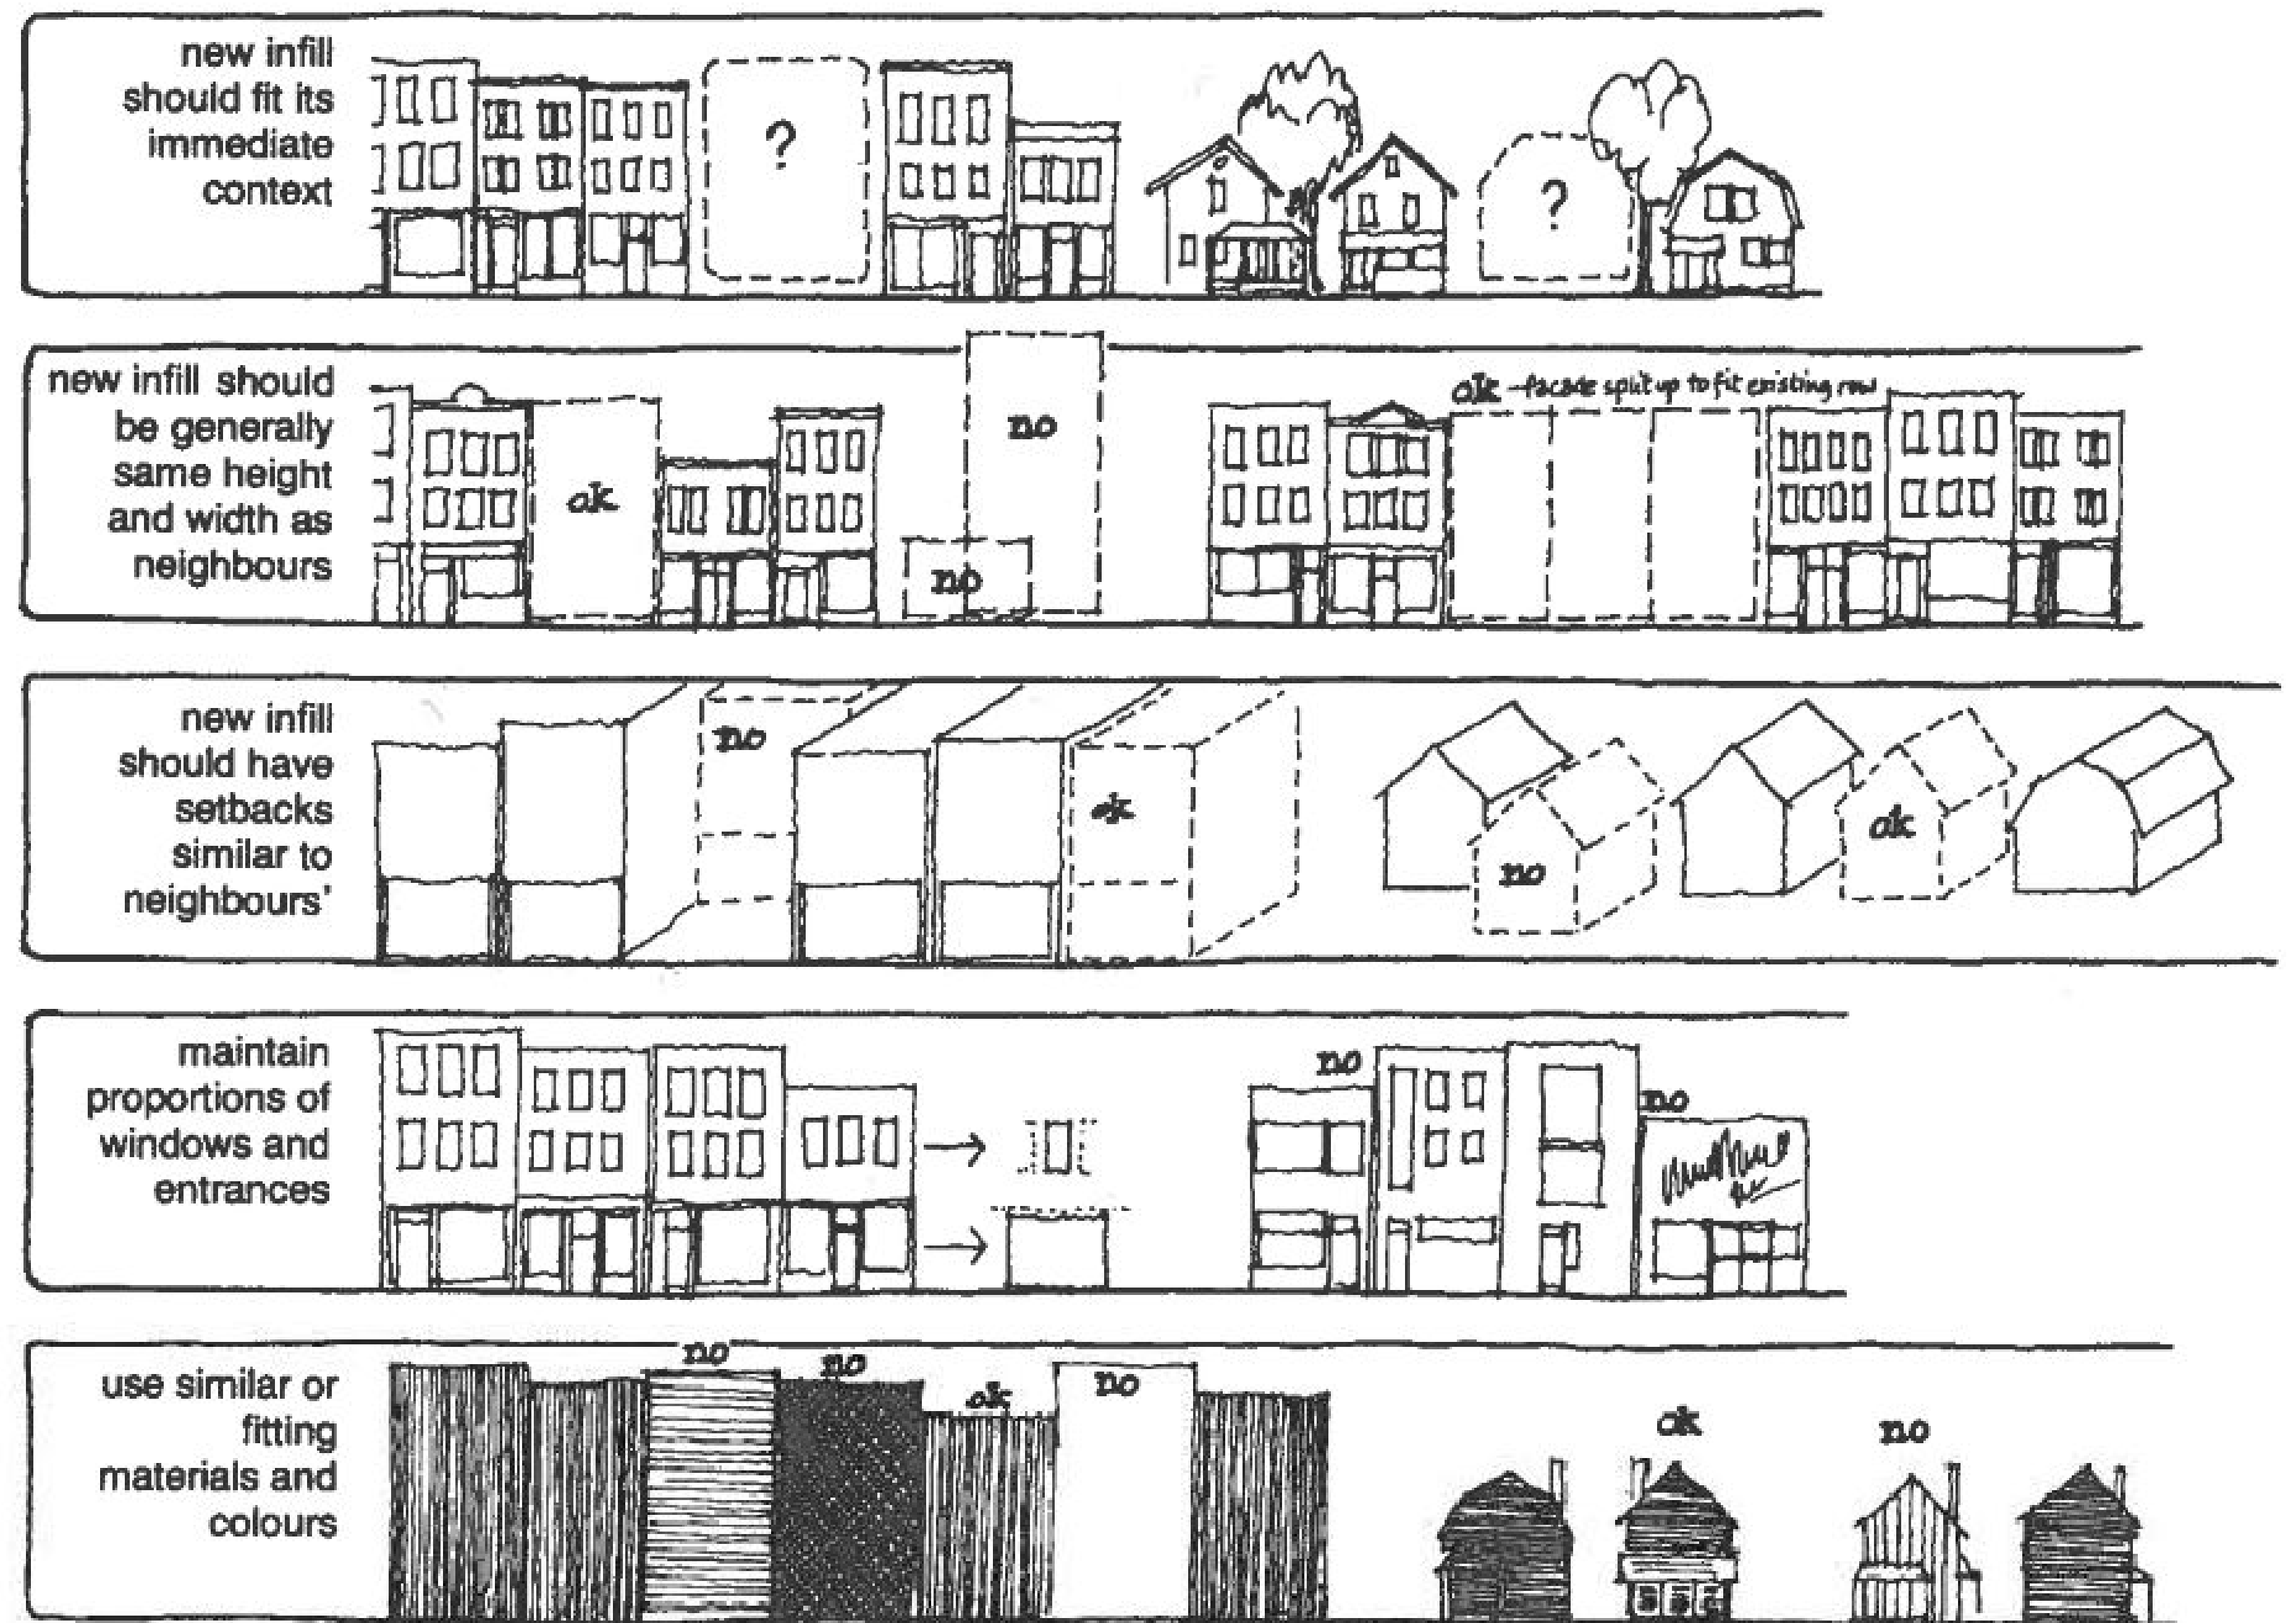 new infill
should fit its
immediate
context
?
?
new infill should
be generally
same height
and width as
neighbours
ok
no
no
ok - facade split up to fit existing row
new infill
should have
setbacks
similar to
neighbours'
no
ok
no
ok
maintain
proportions of
windows and
entrances
no
no
use similar or
fitting
materials and
colours
no
no
ok
no
ok
no